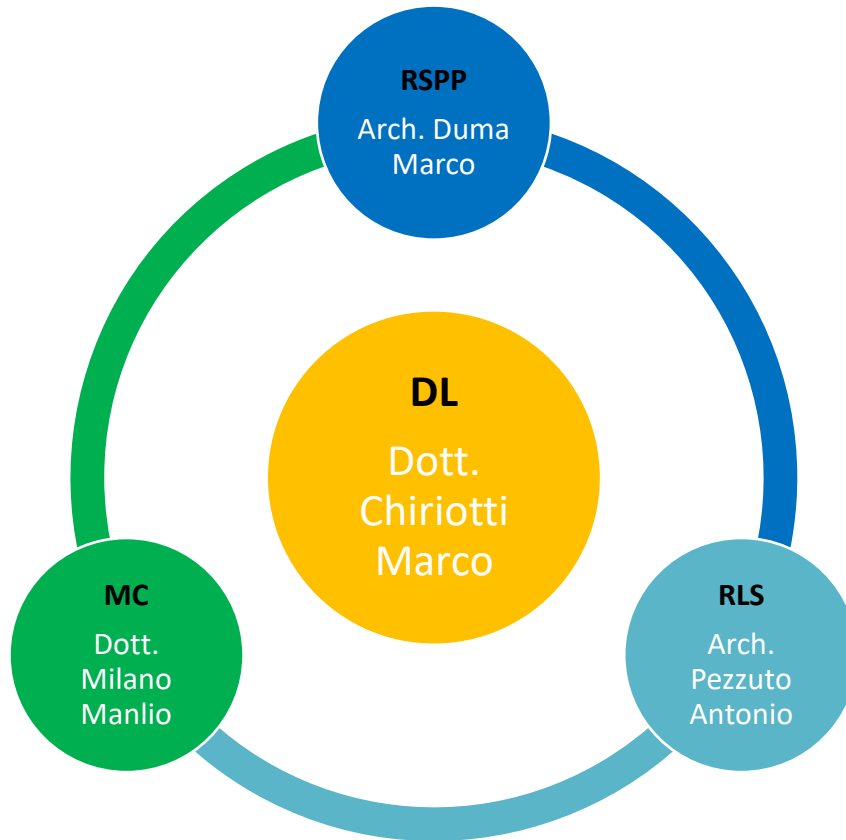 RSPP
Arch. Duma
Marco
DL
Dott.
Chiriotti
Marco
MC
Dott.
Milano
Manlio
RLS
Arch.
Pezzuto
Antonio